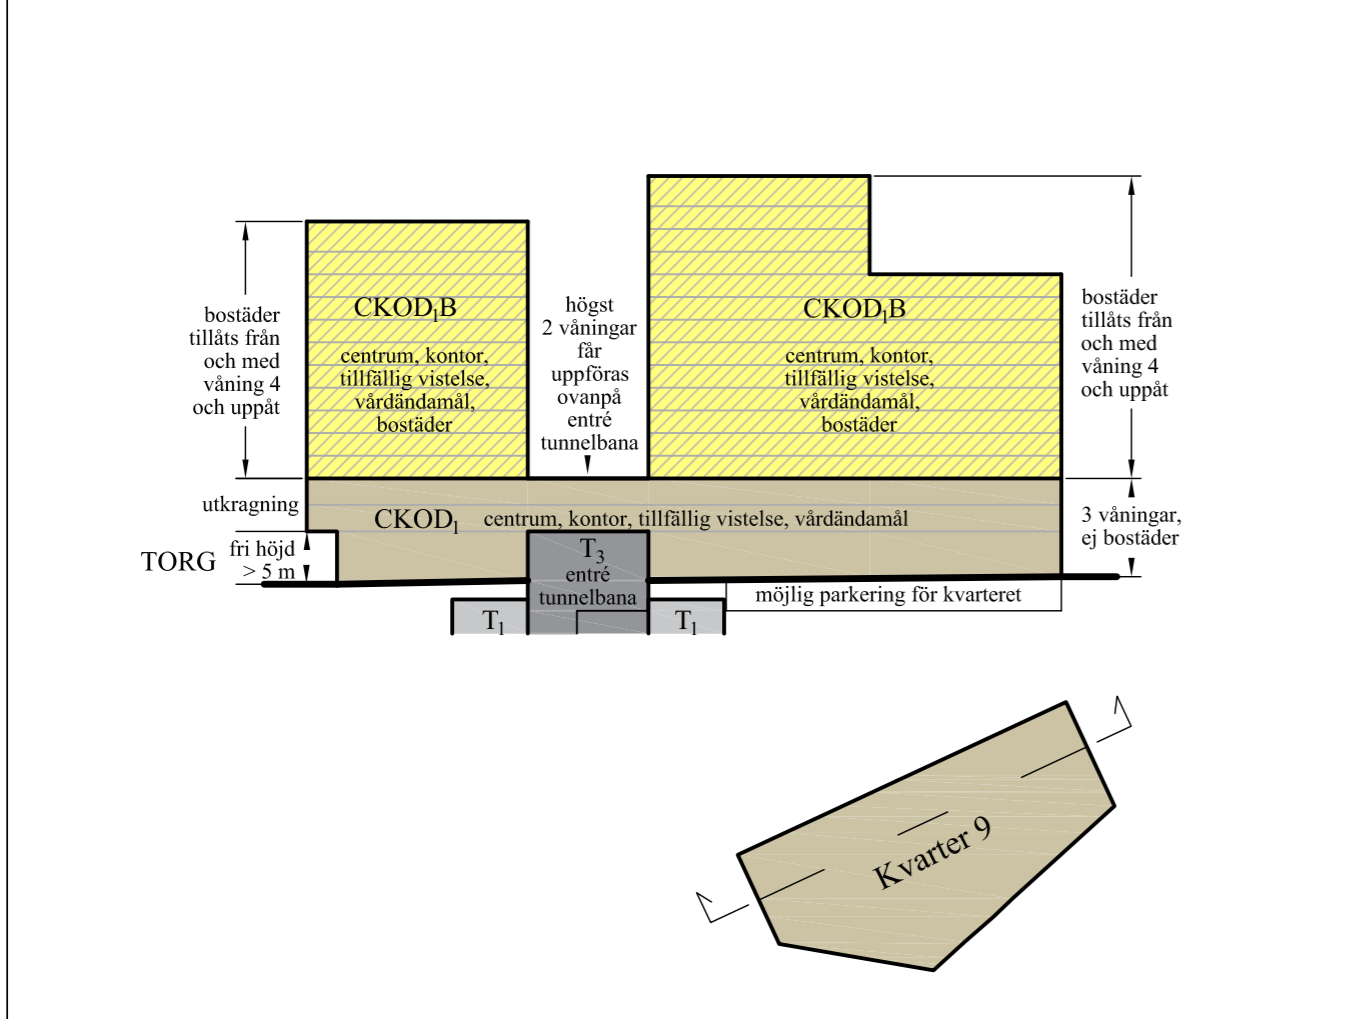 bostäder
tillåts från
och med
våning 4
och uppåt
CKOD₁B
centrum, kontor,
tillfällig vistelse,
vårdändamål,
bostäder
högst
2 våningar
får
uppföras
ovanpå
entré
tunnelbana
CKOD₁B
centrum, kontor,
tillfällig vistelse,
vårdändamål,
bostäder
bostäder
tillåts från
och med
våning 4
och uppåt
utkragning
CKOD₁ centrum, kontor, tillfällig vistelse, vårdändamål
3 våningar,
ej bostäder
TORG
fri höjd
> 5 m
T₃
entré
tunnelbana
möjlig parkering för kvarteret
T₁
T₁
Kvarter 9